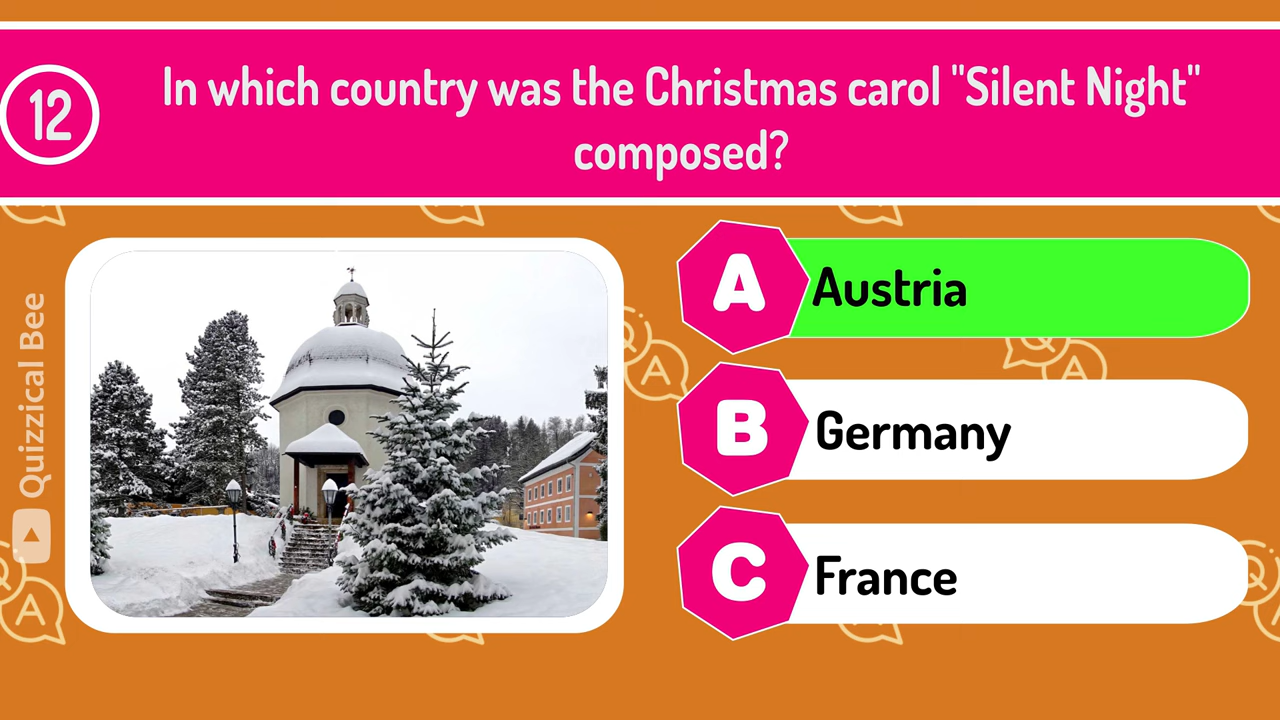 12
In which country was the Christmas carol "Silent Night"
composed?
Quizzical Bee
A
Austria
B
Germany
C
France